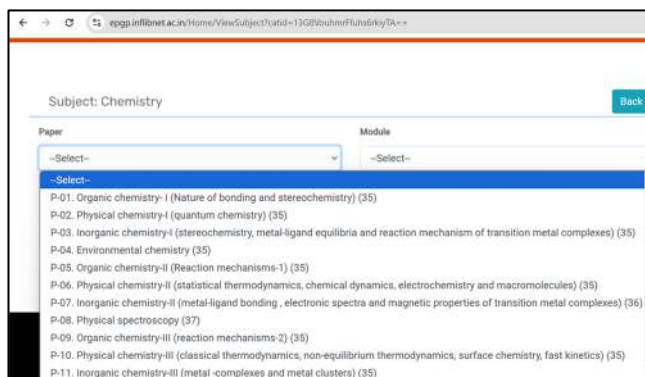 epgp.inflibnet.ac.in/Home/ViewSubject?catid=13G8VouhmrFfuhs6rkiyTA==
Subject: Chemistry
Back
Paper
Module
--Select--
--Select--
--Select--
P-01. Organic chemistry- I (Nature of bonding and stereochemistry) (35)
P-02. Physical chemistry-I (quantum chemistry) (35)
P-03. Inorganic chemistry-I (stereochemistry, metal-ligand equilibria and reaction mechanism of transition metal complexes) (35)
P-04. Environmental chemistry (35)
P-05. Organic chemistry-II (Reaction mechanisms-1) (35)
P-06. Physical chemistry-II (statistical thermodynamics, chemical dynamics, electrochemistry and macromolecules) (35)
P-07. Inorganic chemistry-II (metal-ligand bonding , electronic spectra and magnetic properties of transition metal complexes) (36)
P-08. Physical spectroscopy (37)
P-09. Organic chemistry-III (reaction mechanisms-2) (35)
P-10. Physical chemistry-III (classical thermodynamics, non-equilibrium thermodynamics, surface chemistry, fast kinetics) (35)
P-11. Inorganic chemistry-III (metal -complexes and metal clusters) (35)